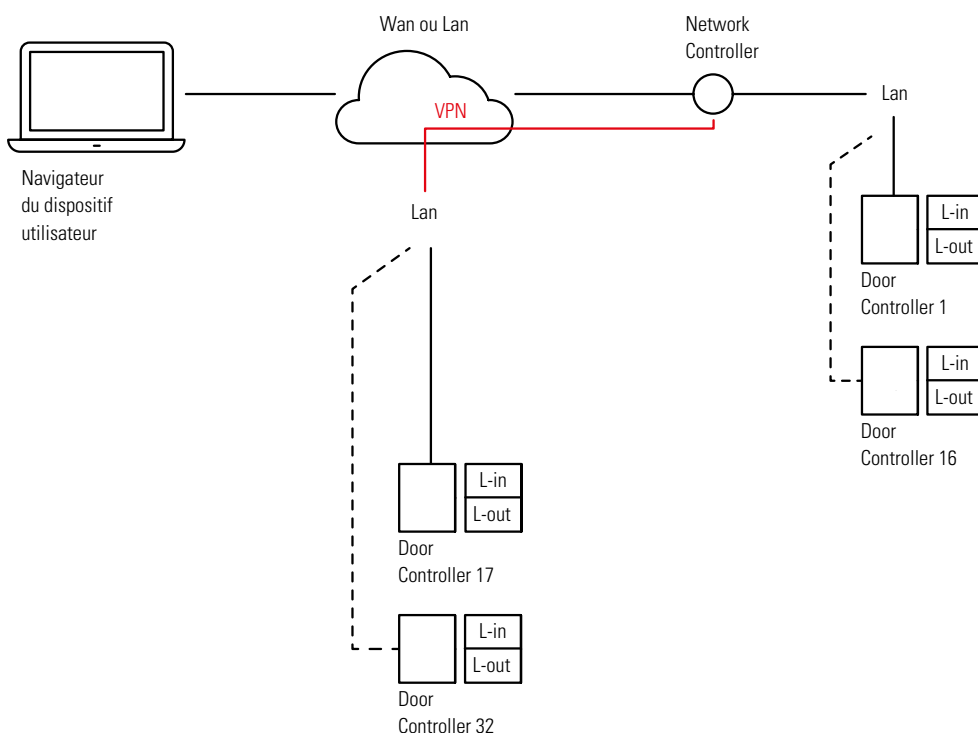 Wan ou Lan
Network
Controller
VPN
Lan
Navigateur
du dispositif
utilisateur
Lan
L-in
L-out
Door
Controller 1
L-in
L-out
Door
Controller 16
L-in
L-out
Door
Controller 17
L-in
L-out
Door
Controller 32